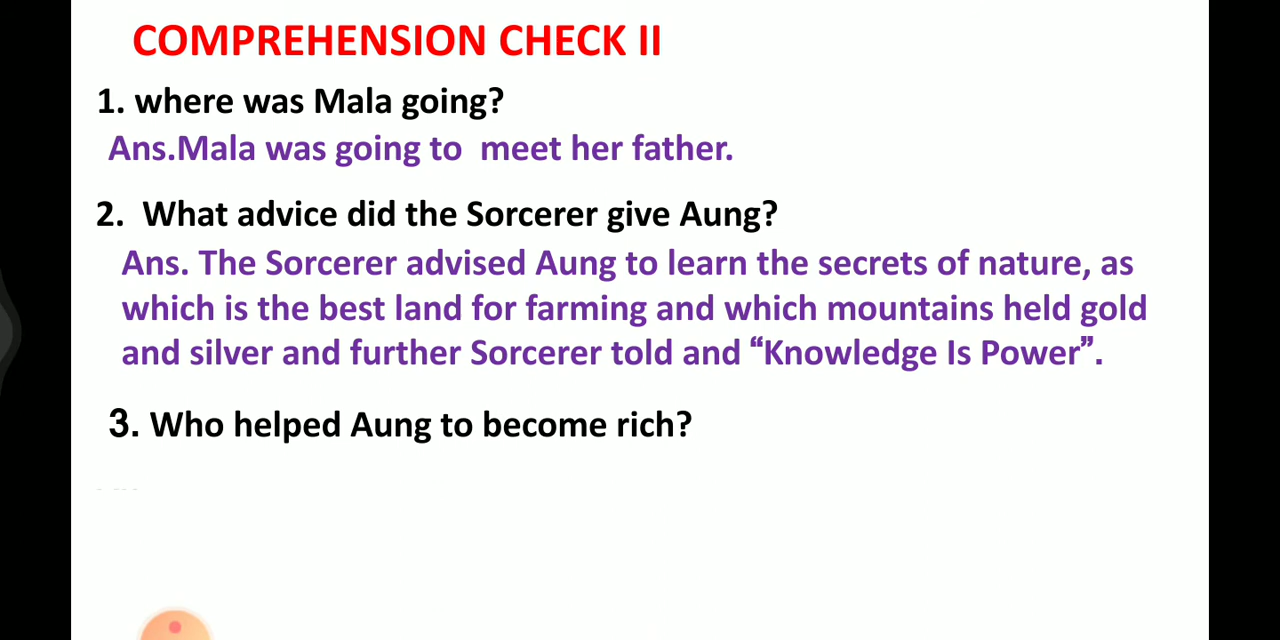 COMPREHENSION CHECK II
1. where was Mala going?
Ans.Mala was going to meet her father.
2. What advice did the Sorcerer give Aung?
Ans. The Sorcerer advised Aung to learn the secrets of nature, as
which is the best land for farming and which mountains held gold
and silver and further Sorcerer told and “Knowledge Is Power”.
3. Who helped Aung to become rich?